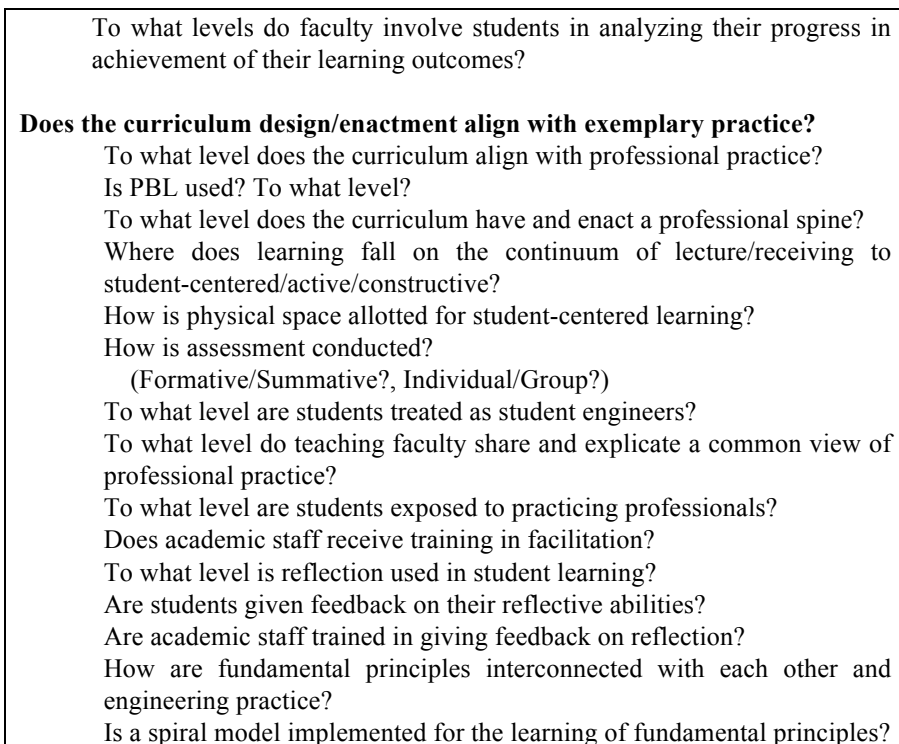 To what levels do faculty involve students in analyzing their progress in
achievement of their learning outcomes?
Does the curriculum design/enactment align with exemplary practice?
To what level does the curriculum align with professional practice?
Is PBL used? To what level?
To what level does the curriculum have and enact a professional spine?
Where does learning fall on the continuum of lecture/receiving to
student-centered/active/constructive?
How is physical space allotted for student-centered learning?
How is assessment conducted?
(Formative/Summative?, Individual/Group?)
To what level are students treated as student engineers?
To what level do teaching faculty share and explicate a common view of
professional practice?
To what level are students exposed to practicing professionals?
Does academic staff receive training in facilitation?
To what level is reflection used in student learning?
Are students given feedback on their reflective abilities?
Are academic staff trained in giving feedback on reflection?
How are fundamental principles interconnected with each other and
engineering practice?
Is a spiral model implemented for the learning of fundamental principles?